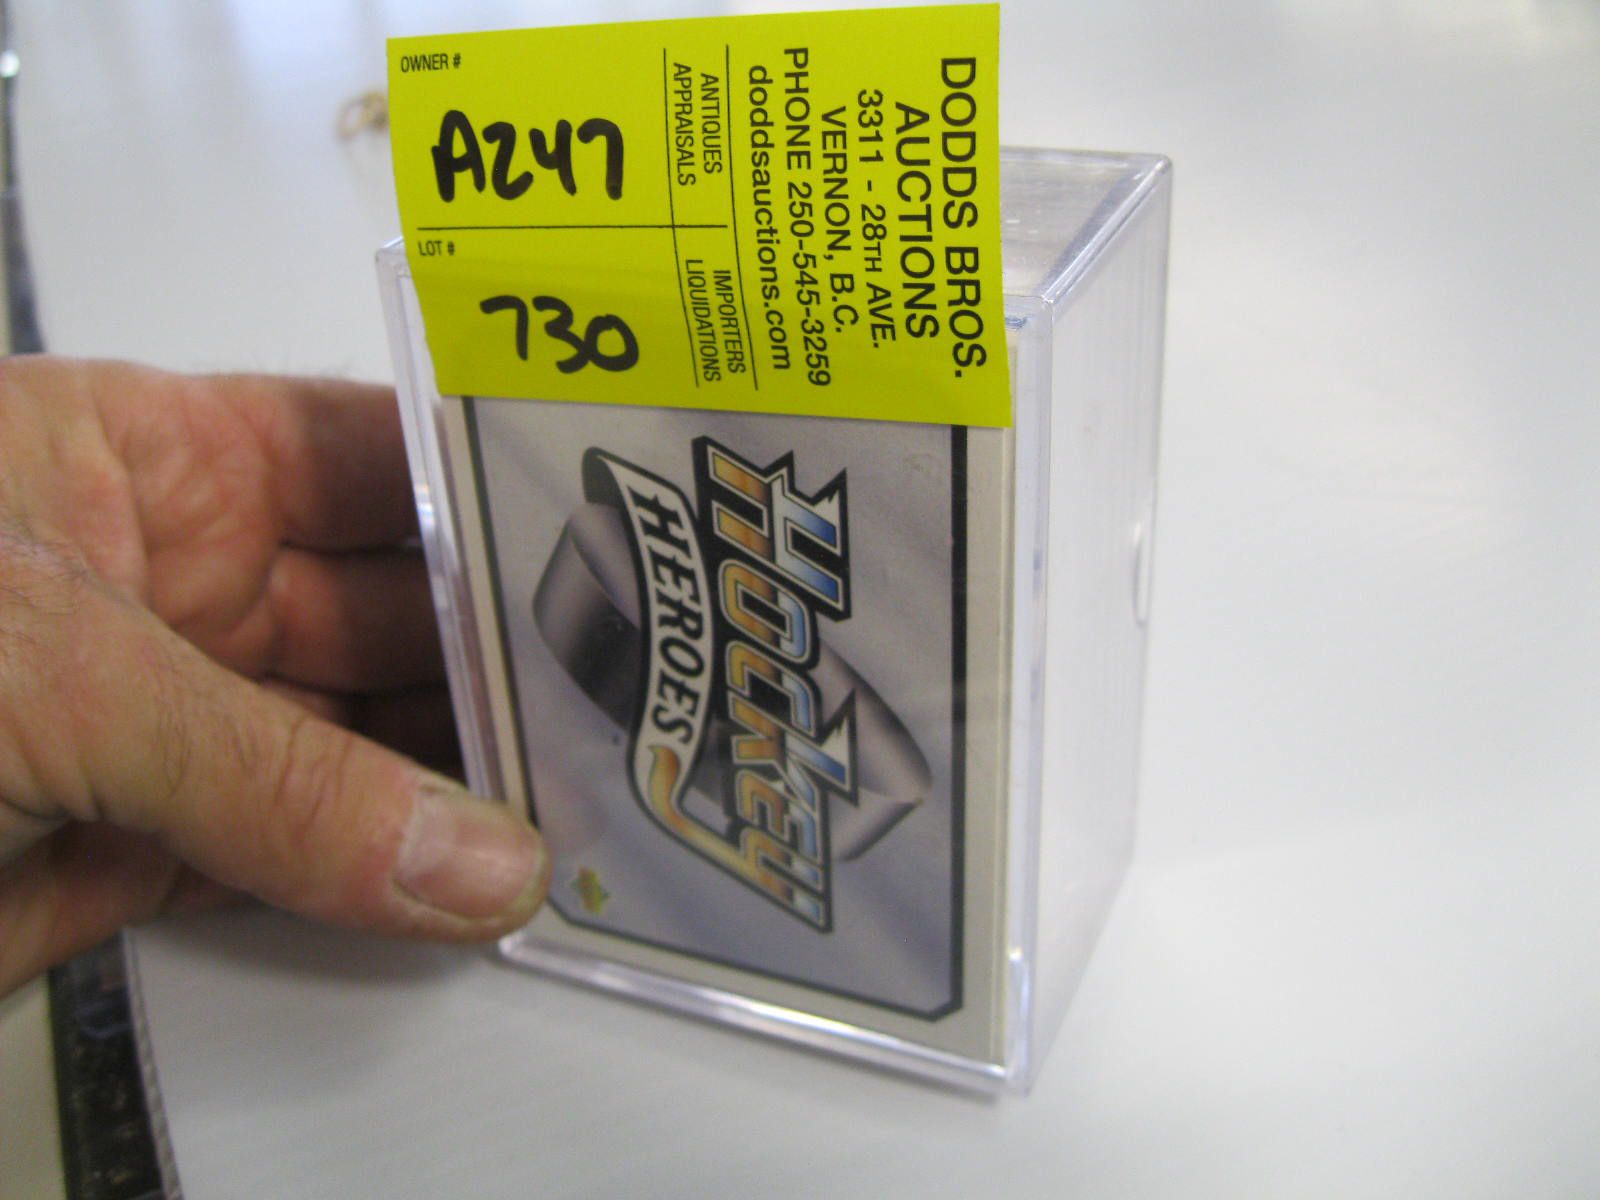 OWNER #
A247
LOT #
730
ANTIQUES
APPRAISALS
IMPORTERS
LIQUIDATIONS
DODDS BROS.
AUCTIONS
3311 - 28TH AVE.
VERNON, B.C.
PHONE 250-545-3259
doddsauctions.com
HOCKEY
HEROES